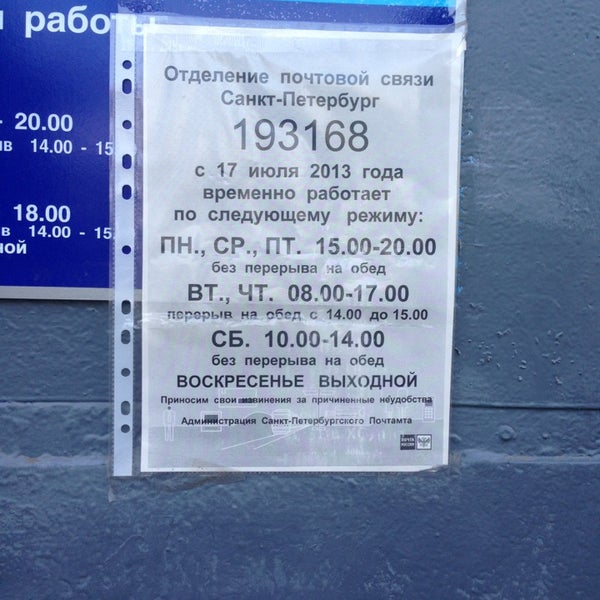 и работы
- 20.00
ыв 14.00 - 15
18.00
в 14.00 - 15
ной
Отделение почтовой связи
Санкт-Петербург
193168
с 17 июля 2013 года
временно работает
по следующему режиму:
ПН., СР., ПТ. 15.00-20.00
без перерыва на обед
ВТ., ЧТ. 08.00-17.00
перерыв на обед с 14.00 до 15.00
СБ. 10.00-14.00
без перерыва на обед
ВОСКРЕСЕНЬЕ ВЫХОДНОЙ
Приносим свои извинения за причиненные неудобства
Администрация Санкт-Петербургского Почтамта
ПОЧТА
РОССИИ